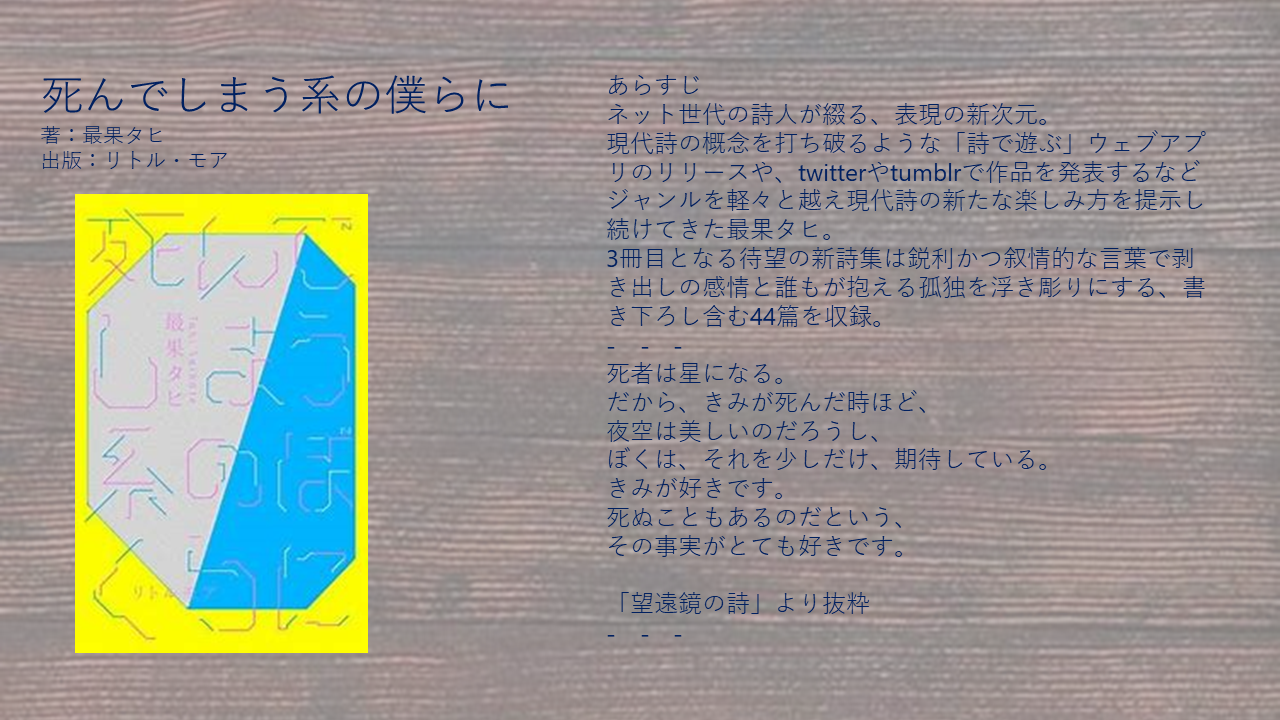 死んでしまう系の僕らに
著：最果タヒ
出版：リトル・モア
死んで
しまう
系のぼ
くらに
最果タヒ
リトルモア
あらすじ
ネット世代の詩人が綴る、表現の新次元。
現代詩の概念を打ち破るような「詩で遊ぶ」ウェブアプ
リのリリースや、twitterやtumblrで作品を発表するなど
ジャンルを軽々と越え現代詩の新たな楽しみ方を提示し
続けてきた最果タヒ。
3冊目となる待望の新詩集は鋭利かつ叙情的な言葉で剥
き出しの感情と誰もが抱える孤独を浮き彫りにする、書
き下ろし含む44篇を収録。
- - -
死者は星になる。
だから、きみが死んだ時ほど、
夜空は美しいのだろうし、
ぼくは、それを少しだけ、期待している。
きみが好きです。
死ぬこともあるのだという、
その事実がとても好きです。
「望遠鏡の詩」より抜粋
- - -